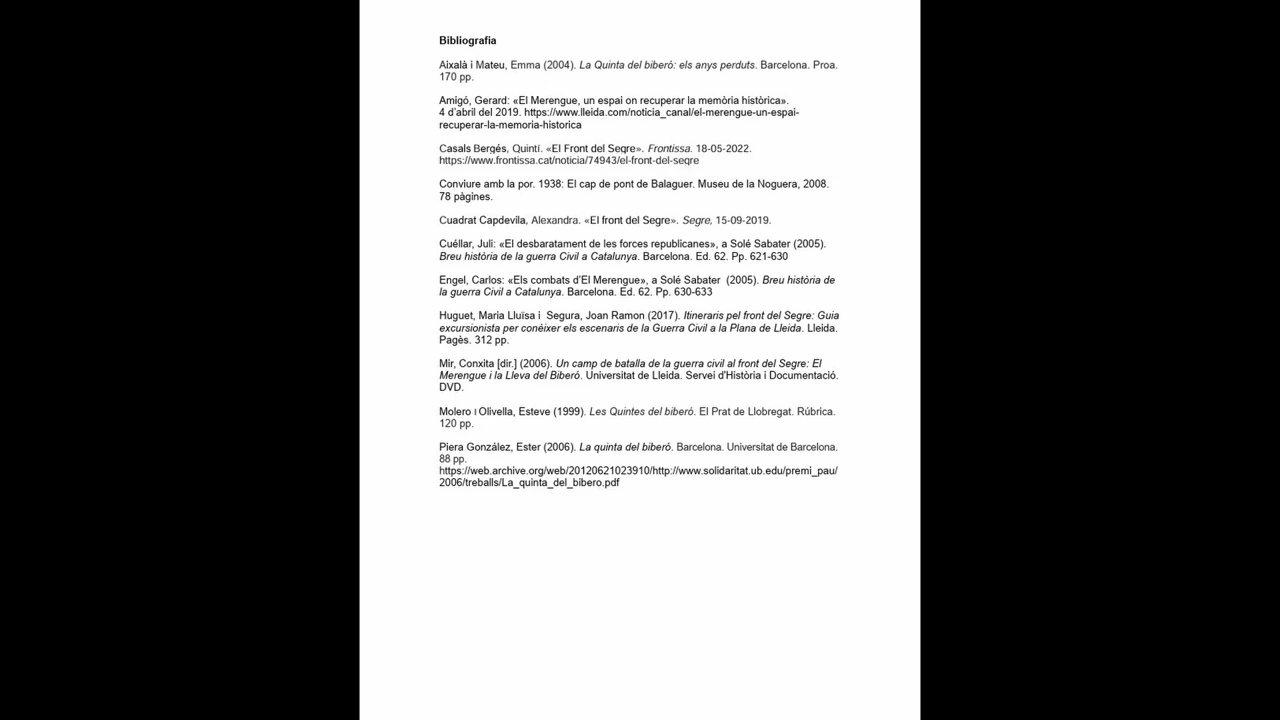 Bibliografia
Aixalà i Mateu, Emma (2004). La Quinta del biberó: els anys perduts. Barcelona. Proa.
170 pp.
Amigó, Gerard: «El Merengue, un espai on recuperar la memòria històrica».
4 d'abril del 2019. https://www.lleida.com/noticia_canal/el-merengue-un-espai-
recuperar-la-memoria-historica
Casals Bergés, Quintí. «El Front del Segre». Frontissa. 18-05-2022.
https://www.frontissa.cat/noticia/74943/el-front-del-segre
Conviure amb la por. 1938: El cap de pont de Balaguer. Museu de la Noguera, 2008.
78 pàgines.
Cuadrat Capdevila, Alexandra. «El front del Segre». Segre, 15-09-2019.
Cuéllar, Juli: «El desbaratament de les forces republicanes», a Solé Sabater (2005).
Breu història de la guerra Civil a Catalunya. Barcelona. Ed. 62. Pp. 621-630
Engel, Carlos: «Els combats d'El Merengue», a Solé Sabater (2005). Breu història de
la guerra Civil a Catalunya. Barcelona. Ed. 62. Pp. 630-633
Huguet, Maria Lluïsa i Segura, Joan Ramon (2017). Itineraris pel front del Segre: Guia
excursionista per conèixer els escenaris de la Guerra Civil a la Plana de Lleida. Lleida.
Pagès. 312 pp.
Mir, Conxita [dir.] (2006). Un camp de batalla de la guerra civil al front del Segre: El
Merengue i la Lleva del Biberó. Universitat de Lleida. Servei d'Història i Documentació.
DVD.
Molero i Olivella, Esteve (1999). Les Quintes del biberó. El Prat de Llobregat. Rúbrica.
120 pp.
Piera González, Ester (2006). La quinta del biberó. Barcelona. Universitat de Barcelona.
88 pp.
https://web.archive.org/web/20120621023910/http://www.solidaritat.ub.edu/premi_pau/
2006/treballs/La_quinta_del_bibero.pdf